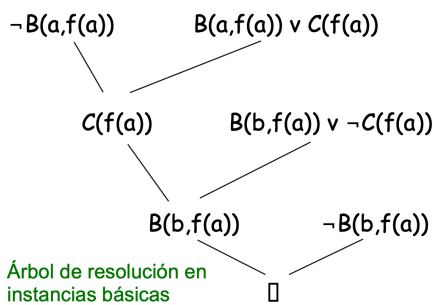 ¬B(a,f(a)) B(a,f(a)) v C(f(a))
C(f(a)) B(b,f(a)) v ¬C(f(a))
B(b,f(a)) ¬B(b,f(a))
Árbol de resolución en
instancias básicas ▯